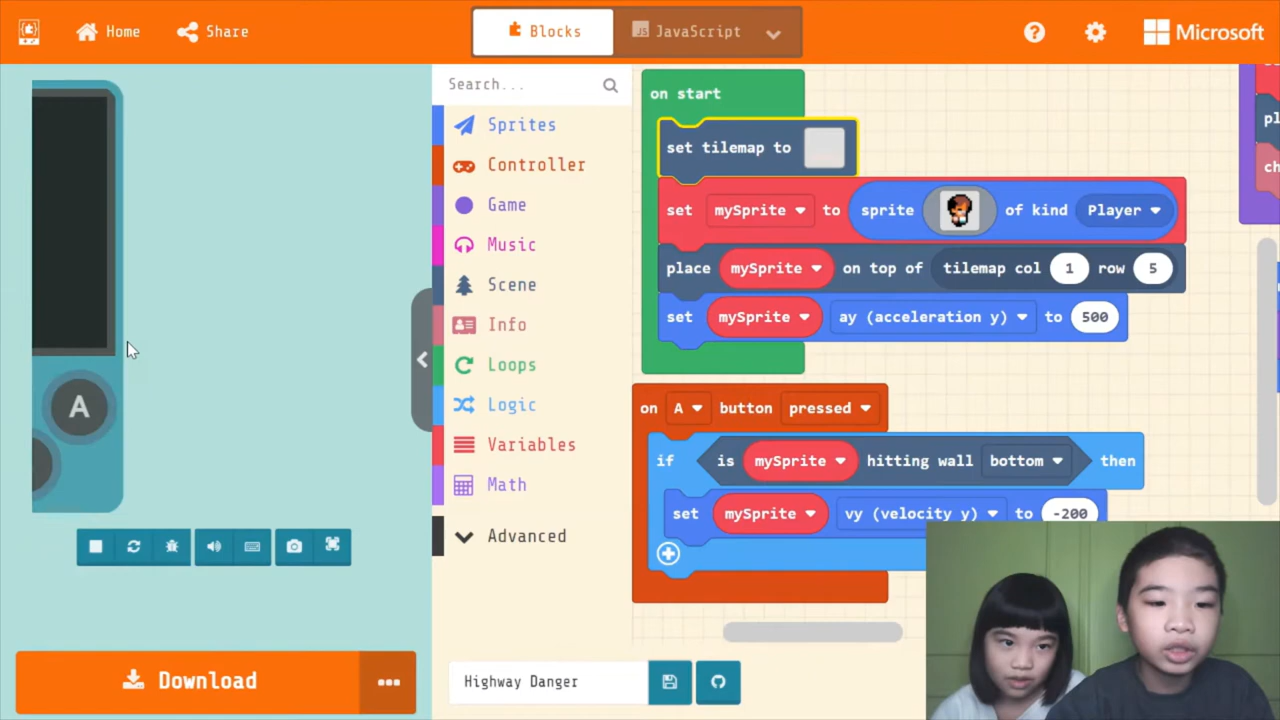 Home
Share
Blocks
JavaScript
Microsoft
Search...
Sprites
Controller
Game
Music
Scene
Info
Loops
Logic
Variables
Math
Advanced
A
on start
set tilemap to
set mySprite to sprite of kind Player
place mySprite on top of tilemap col 1 row 5
set mySprite ay (acceleration y) to 500
on A button pressed
if is mySprite hitting wall bottom then
set mySprite vy (velocity y) to -200
Download
Highway Danger